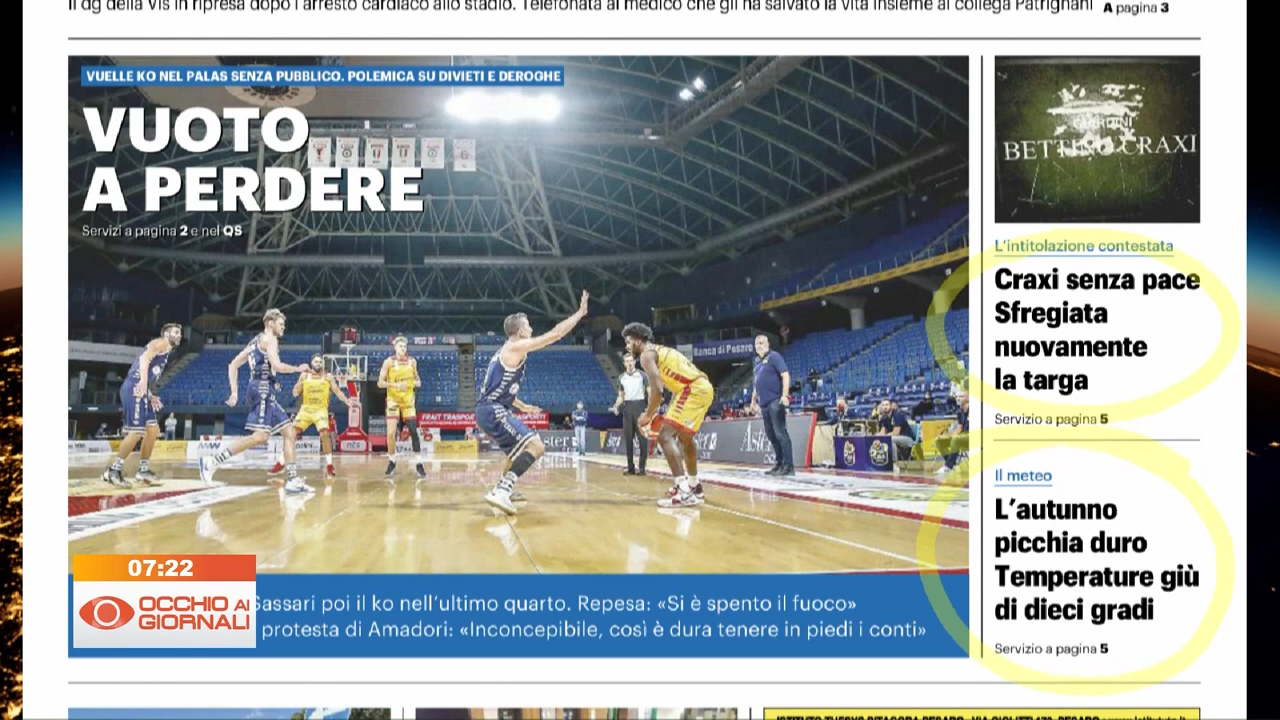 Il dg della Vis in ripresa dopo l'arresto cardiaco allo stadio. Telefonata al medico che gli ha salvato la vita insieme al collega Patrignani A pagina 3
VUELLE KO NEL PALAS SENZA PUBBLICO. POLEMICA SU DIVIETI E DEROGHE
VUOTO
A PERDERE
Servizi a pagina 2 e nel QS
Banca di Pesaro
GIARDINI
BETTINO CRAXI
L'intitolazione contestata
Craxi senza pace
Sfregiata
nuovamente
la targa
Servizio a pagina 5
Il meteo
L'autunno
picchia duro
Temperature giù
di dieci gradi
Servizio a pagina 5
Sassari poi il ko nell'ultimo quarto. Repesa: «Si è spento il fuoco»
protesta di Amadori: «Inconcepibile, così è dura tenere in piedi i conti»
07:22
OCCHIO AI
GIORNALI